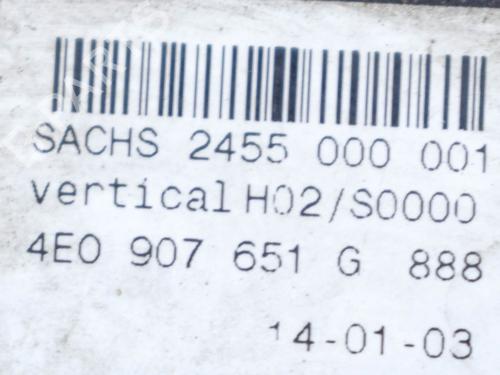 SACHS 2455 000 001
vertical H02/S0000
4E0 907 651 G 888
14-01-03